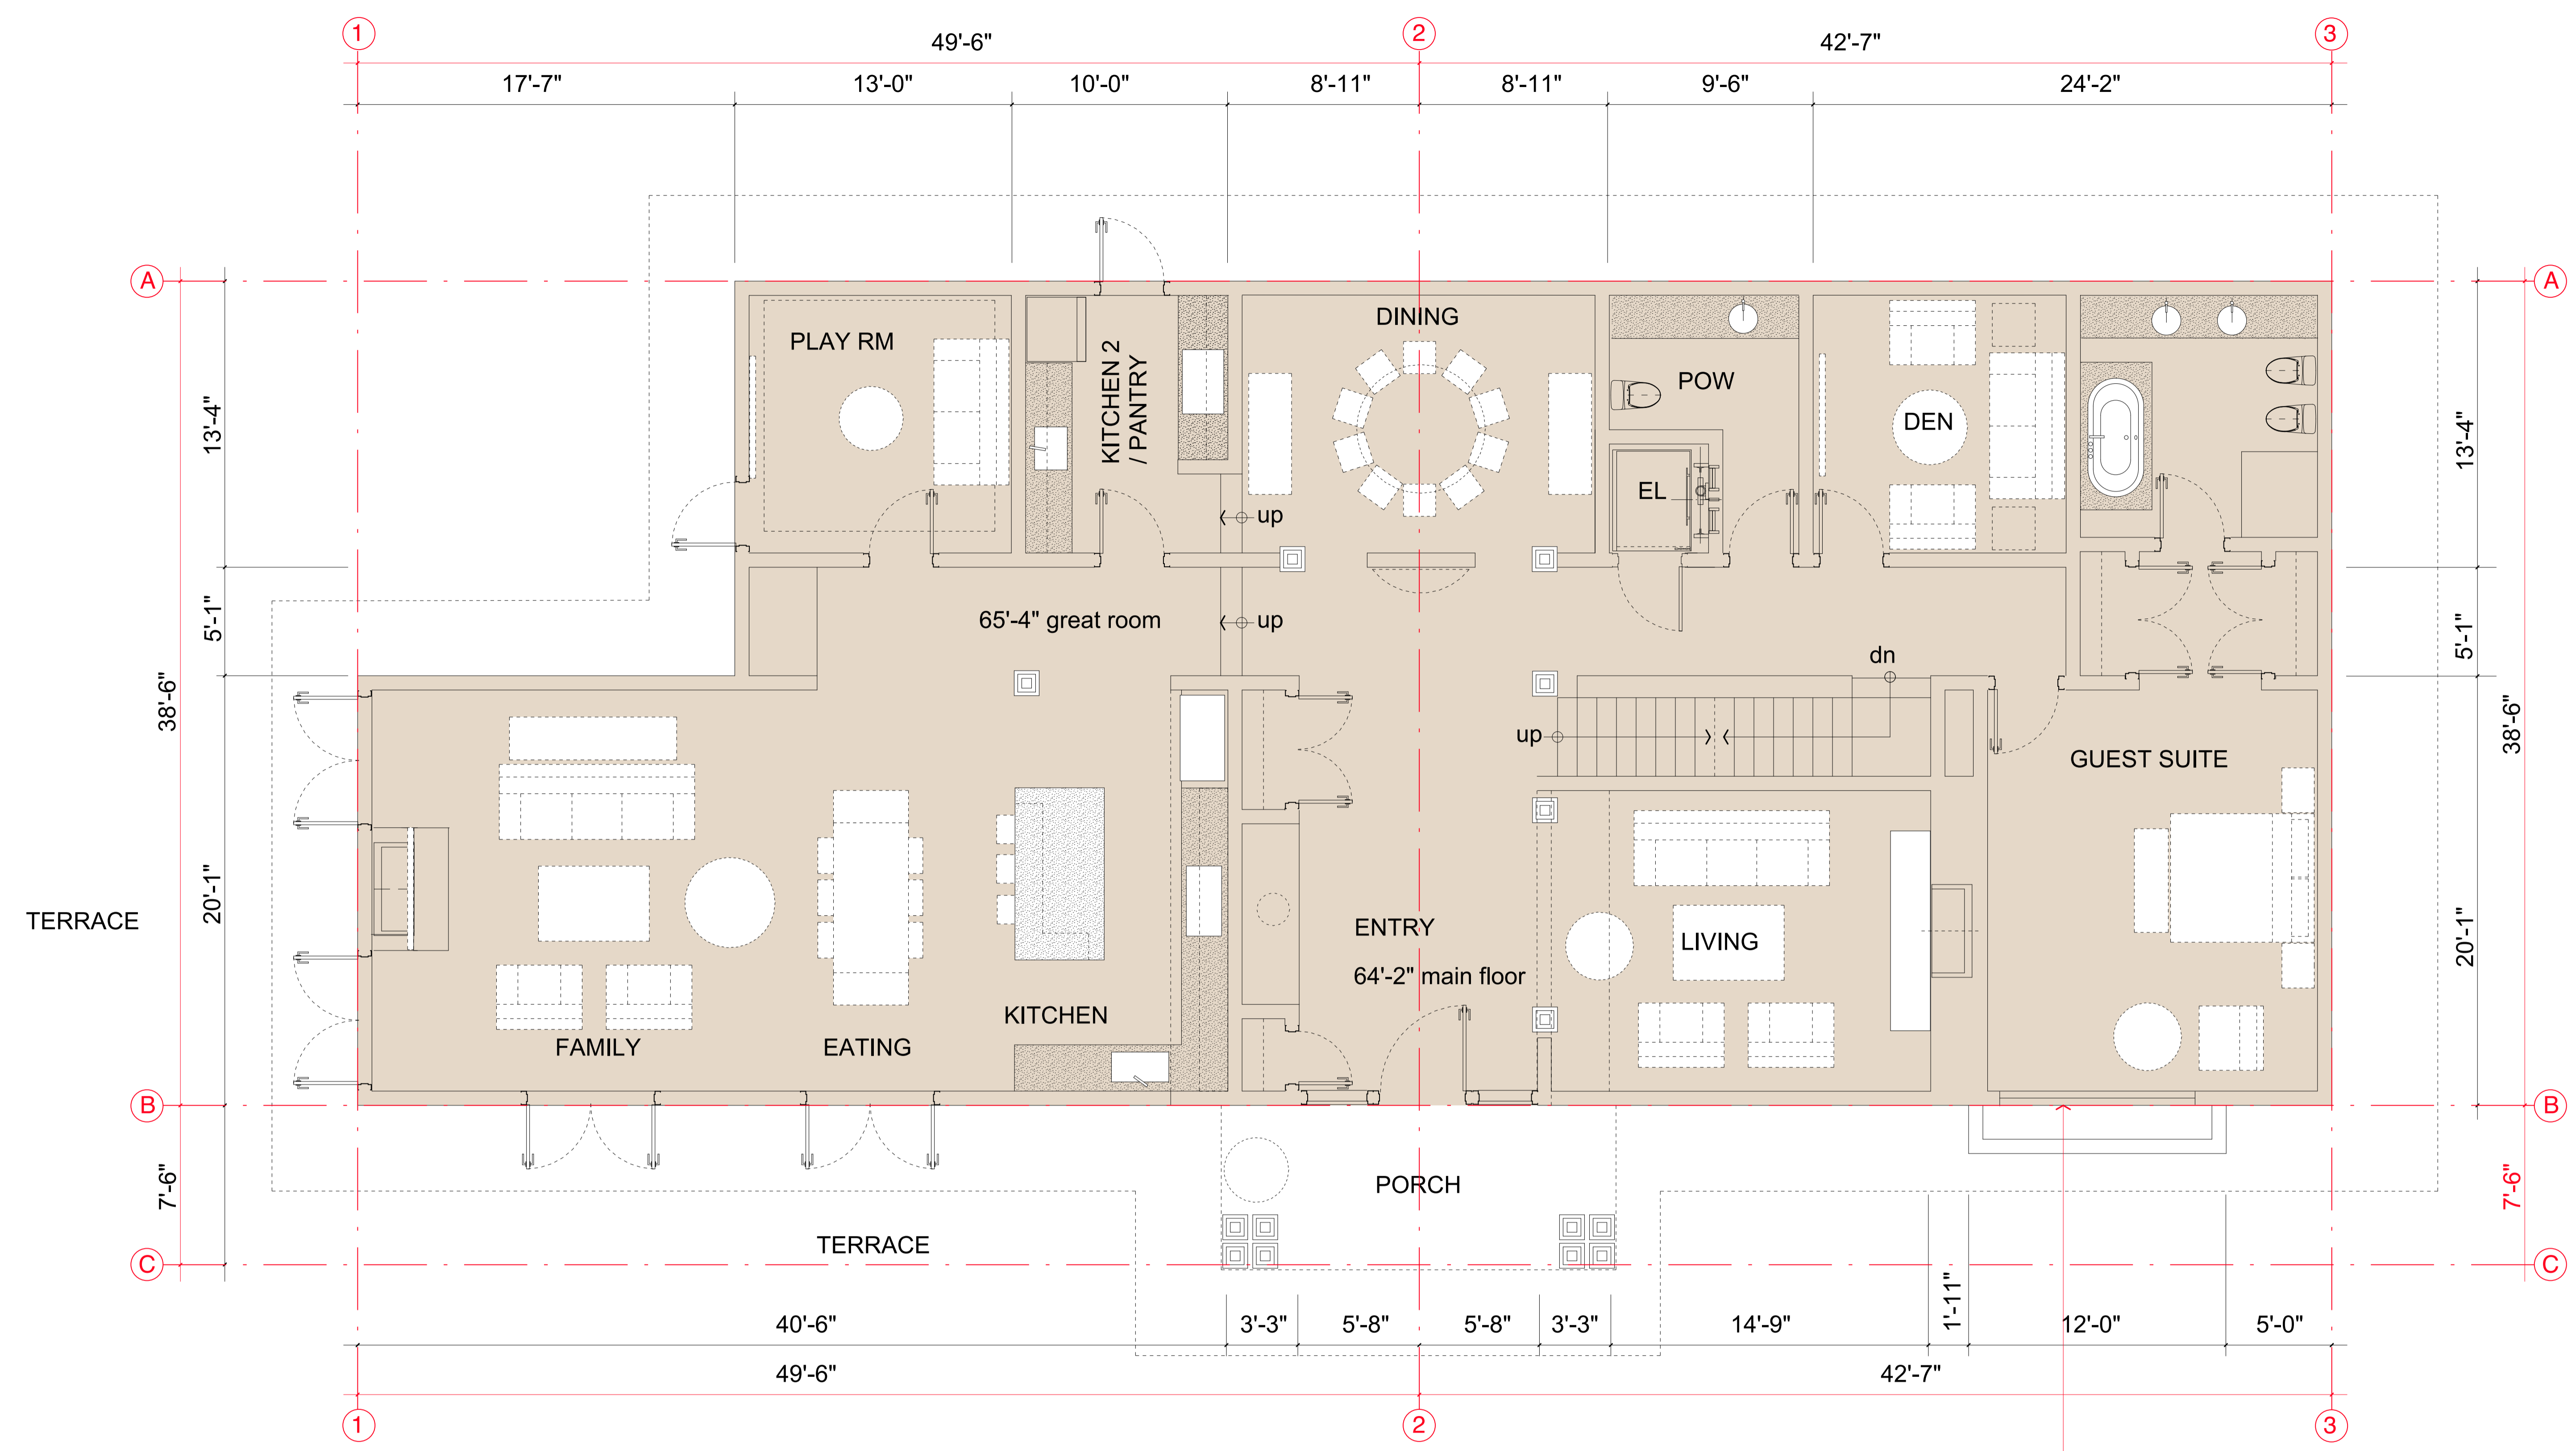 1
2
3
49'-6"
42'-7"
17'-7"
13'-0"
10'-0"
8'-11"
8'-11"
9'-6"
24'-2"
A
A
DINING
PLAY RM
KITCHEN 2
/ PANTRY
POW
DEN
13'-4"
13'-4"
EL
up
5'-1"
65'-4" great room
up
5'-1"
dn
38'-6"
up
38'-6"
GUEST SUITE
20'-1"
TERRACE
ENTRY
LIVING
20'-1"
64'-2" main floor
KITCHEN
FAMILY
EATING
B
B
7'-6"
PORCH
7'-6"
TERRACE
C
C
40'-6"
3'-3"
5'-8"
5'-8"
3'-3"
14'-9"
1'-11"
12'-0"
5'-0"
49'-6"
42'-7"
1
2
3